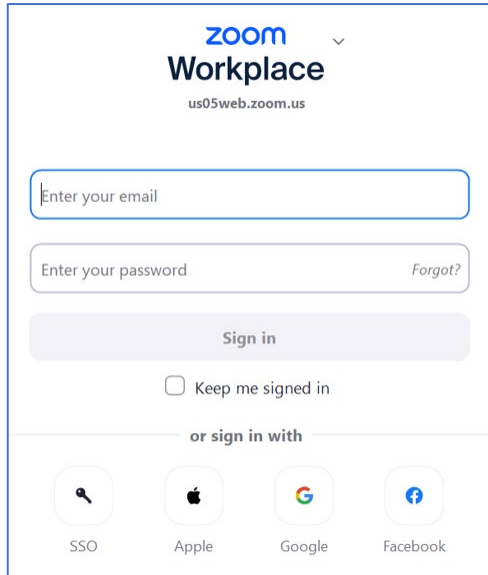 zoom
Workplace
us05web.zoom.us
Enter your email
Enter your password Forgot?
Sign in
Keep me signed in
or sign in with
SSO Apple Google Facebook